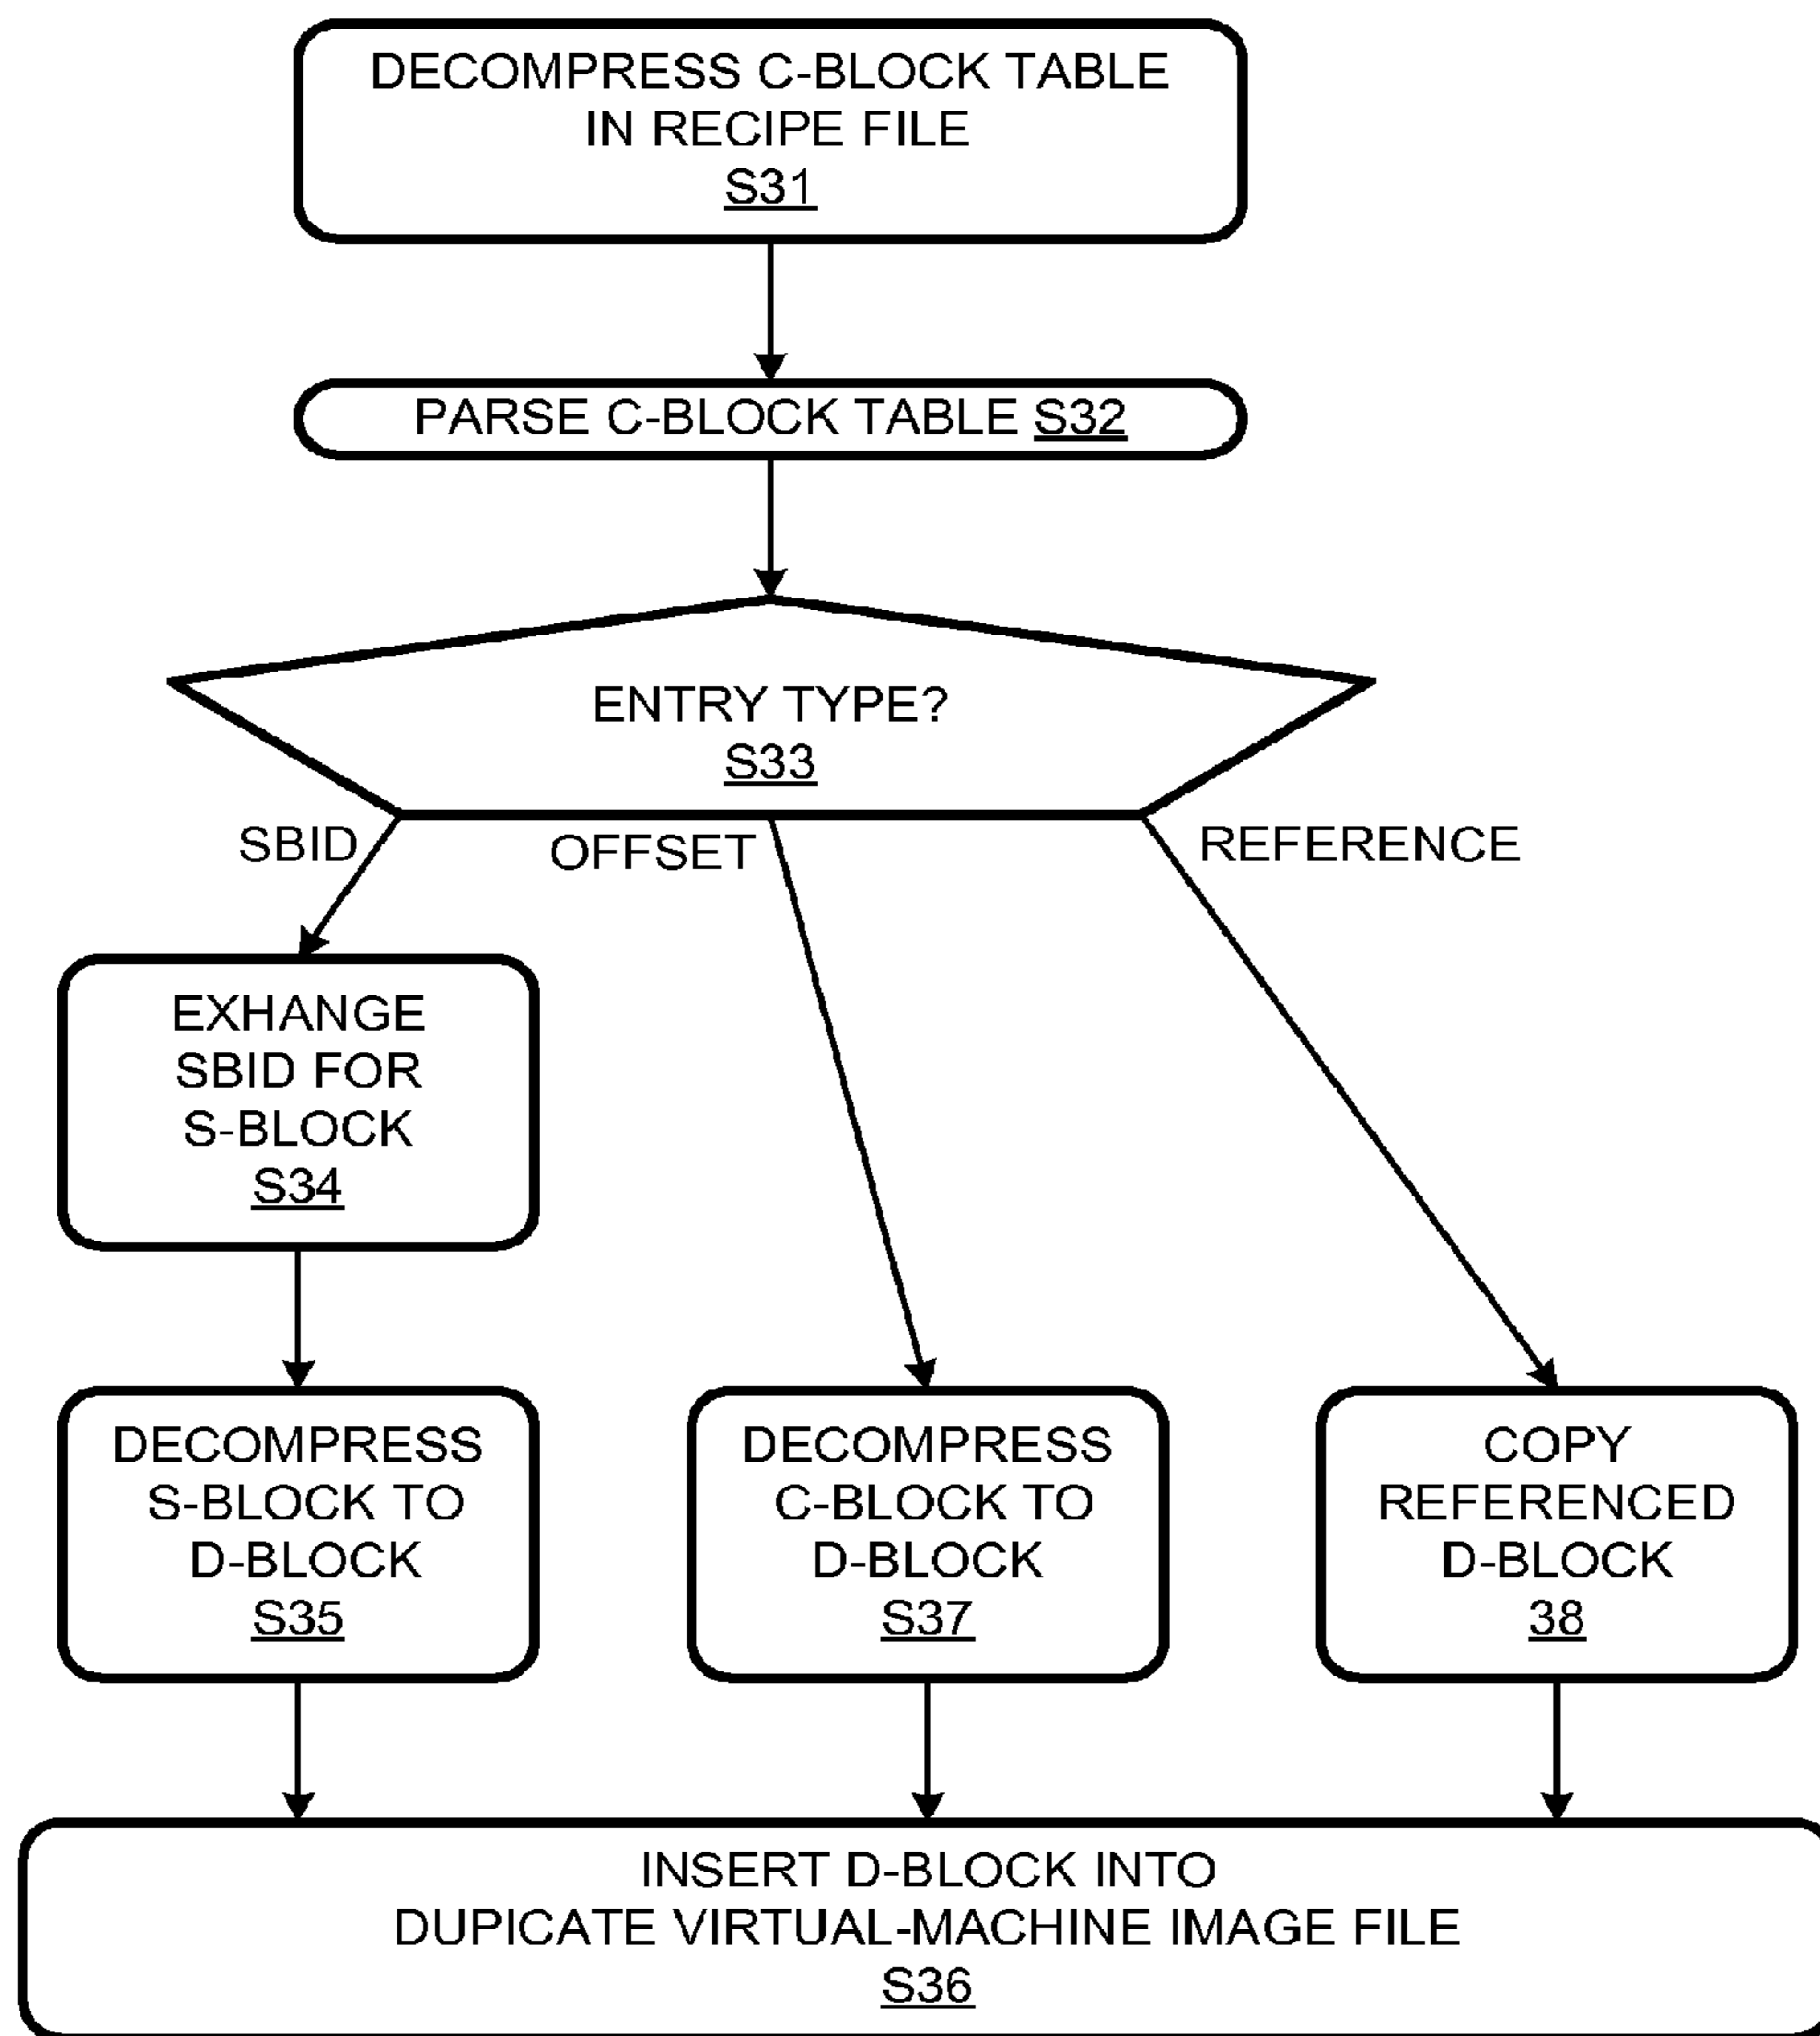 DECOMPRESS C-BLOCK TABLE
IN RECIPE FILE
S31
PARSE C-BLOCK TABLE S32
ENTRY TYPE?
S33
SBID
OFFSET
REFERENCE
EXHANGE
SBID FOR
S-BLOCK
S34
DECOMPRESS
S-BLOCK TO
D-BLOCK
S35
DECOMPRESS
C-BLOCK TO
D-BLOCK
S37
COPY
REFERENCED
D-BLOCK
38
INSERT D-BLOCK INTO
DUPICATE VIRTUAL-MACHINE IMAGE FILE
S36